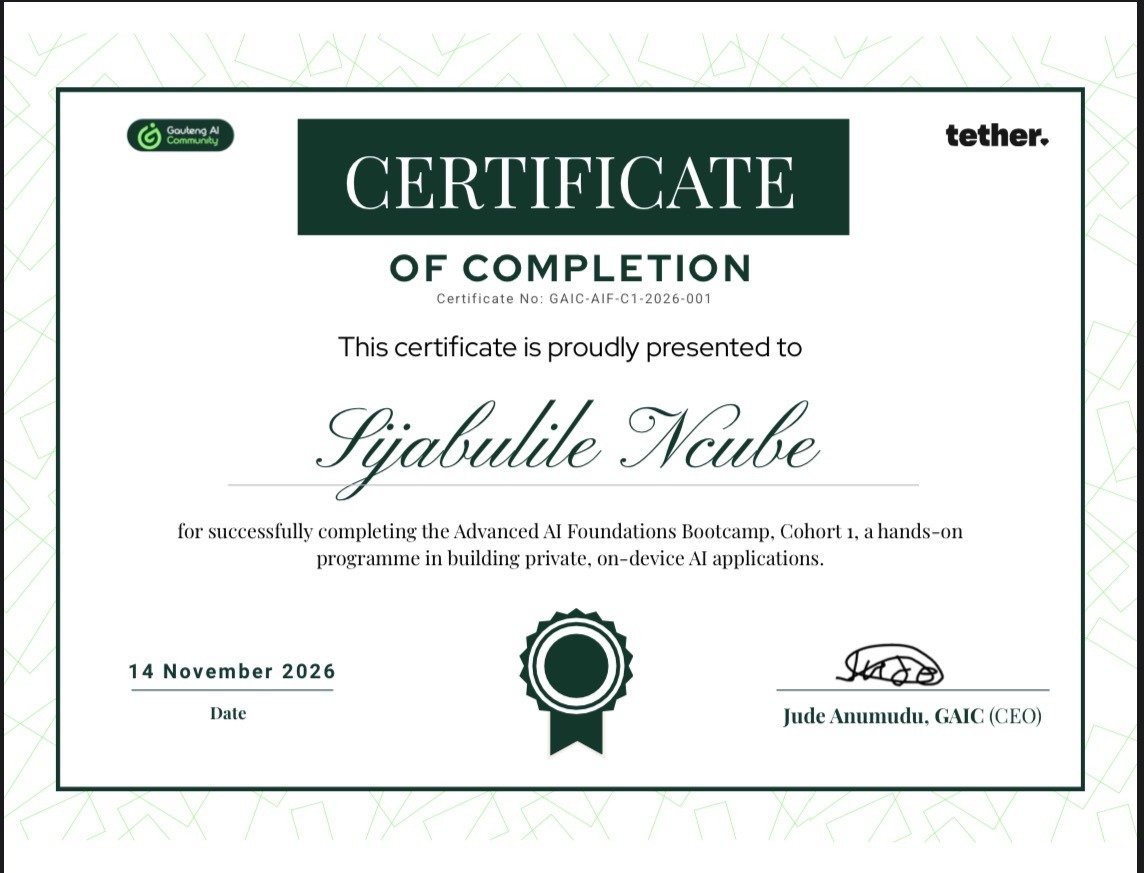 Gauteng AI
Community
tether.
CERTIFICATE
OF COMPLETION
Certificate No: GAIC-AIF-C1-2026-001
This certificate is proudly presented to
Sijabulile Ncube
for successfully completing the Advanced AI Foundations Bootcamp, Cohort 1, a hands-on
programme in building private, on-device AI applications.
14 November 2026
Date
Jude
Jude Anumudu, GAIC (CEO)